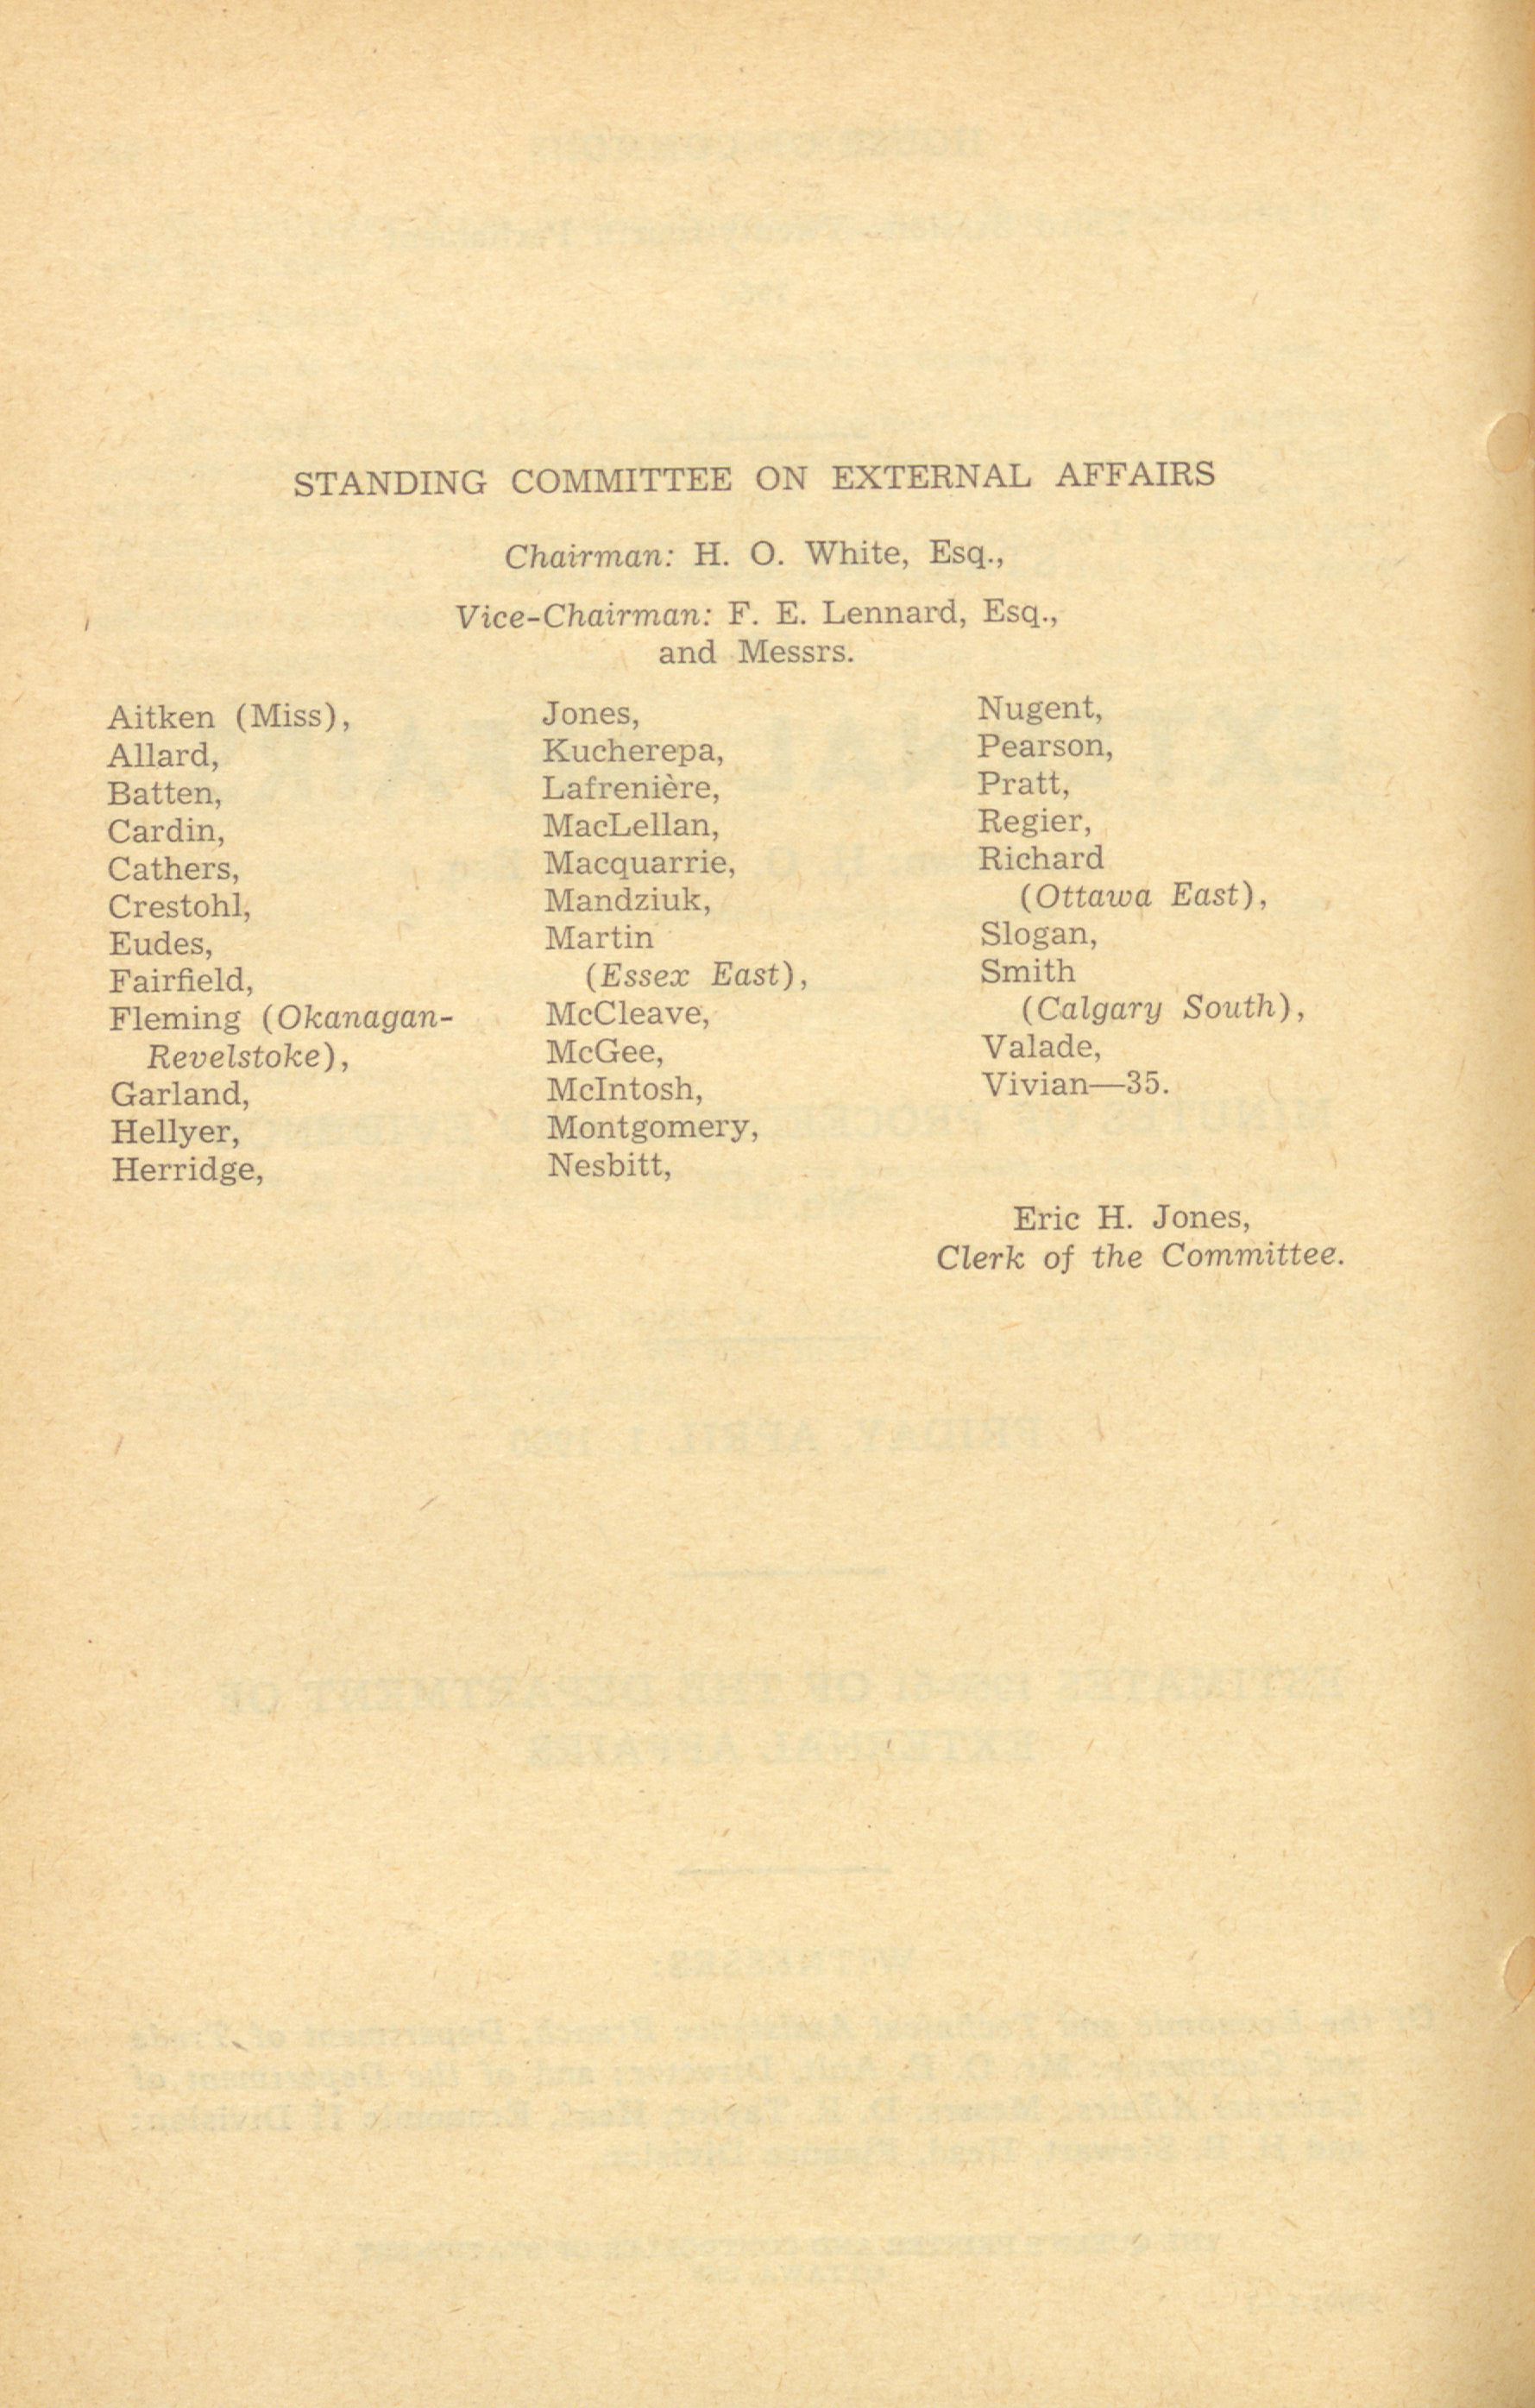 STANDING COMMITTEE ON EXTERNAL AFFAIRS
Chairman: H. O. White, Esq.,
Vice-Chairman: F. E. Lennard, Esq.,
and Messrs.
Aitken (Miss),
Allard,
Batten,
Cardin,
Cathers,
Crestohl,
Eudes,
Fairfield,
Fleming (Okanagan-
Revelstoke),
Garland,
Hellyer,
Herridge,
Jones,
Kucherepa,
Lafrenière,
MacLellan,
Macquarrie,
Mandziuk,
Martin
(Essex East),
McCleave,
McGee,
McIntosh,
Montgomery,
Nesbitt,
Nugent,
Pearson,
Pratt,
Regier,
Richard
(Ottawa East),
Slogan,
Smith
(Calgary South),
Valade,
Vivian—35.
Eric H. Jones,
Clerk of the Committee.